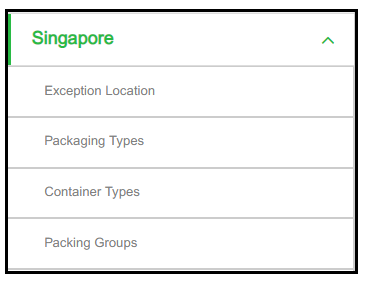 Singapore
Exception Location
Packaging Types
Container Types
Packing Groups